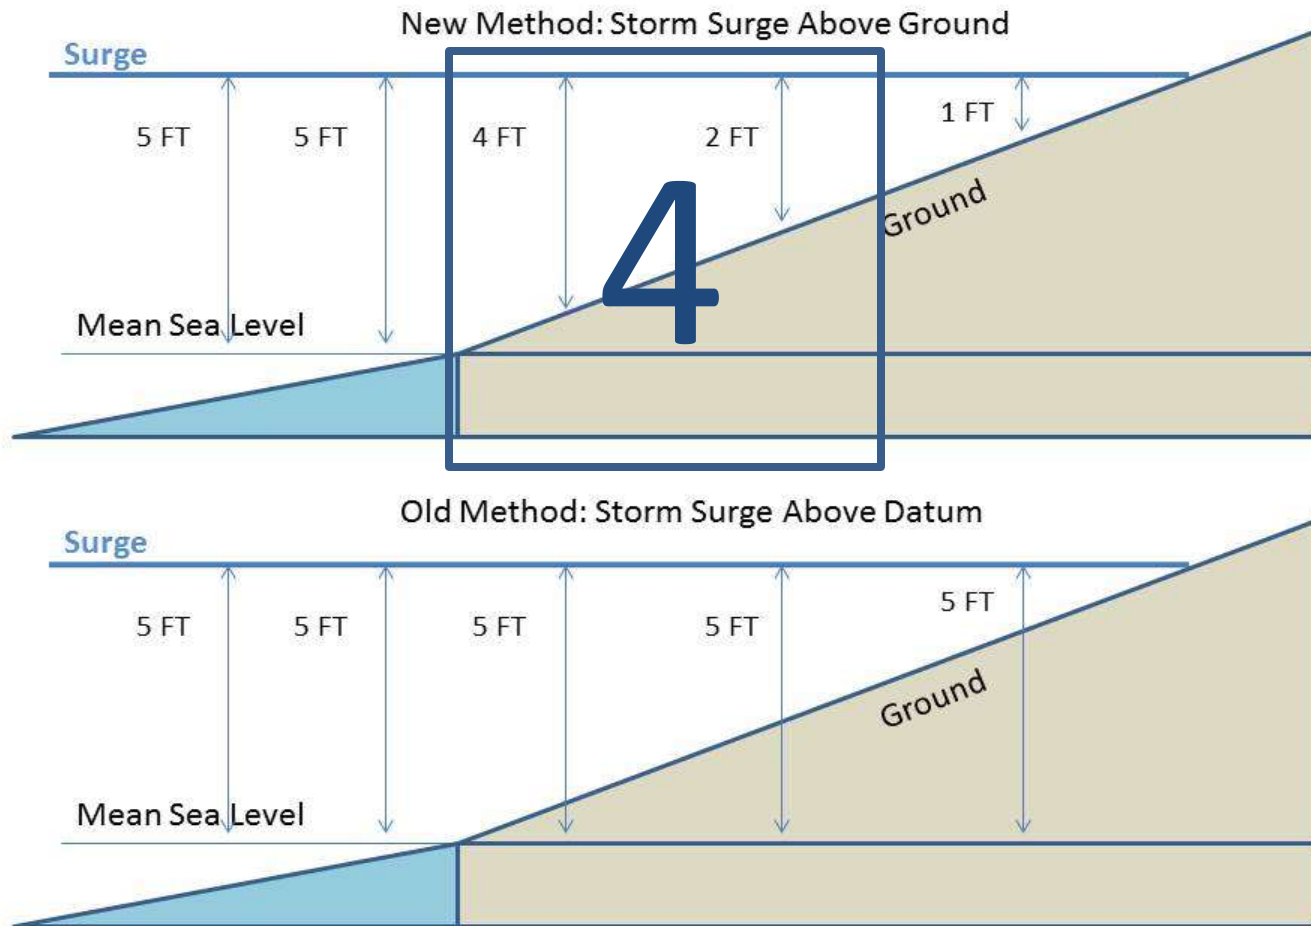 New Method: Storm Surge Above Ground
Surge
5 FT
5 FT
4 FT
2 FT
1 FT
4
Ground
Mean Sea Level
Old Method: Storm Surge Above Datum
Surge
5 FT
5 FT
5 FT
5 FT
5 FT
Ground
Mean Sea Level